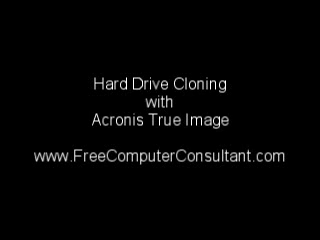 Hard Drive Cloning
with
Acronis True Image
www.FreeComputerConsultant.com